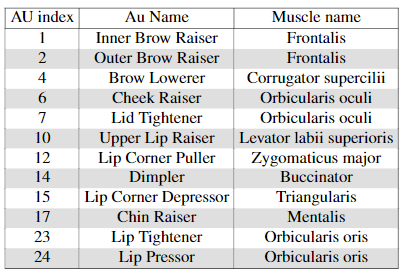 AU index Au Name Muscle name
1 Inner Brow Raiser Frontalis
2 Outer Brow Raiser Frontalis
4 Brow Lowerer Corrugator supercilii
6 Cheek Raiser Orbicularis oculi
7 Lid Tightener Orbicularis oculi
10 Upper Lip Raiser Levator labii superioris
12 Lip Corner Puller Zygomaticus major
14 Dimpler Buccinator
15 Lip Corner Depressor Triangularis
17 Chin Raiser Mentalis
23 Lip Tightener Orbicularis oris
24 Lip Pressor Orbicularis oris